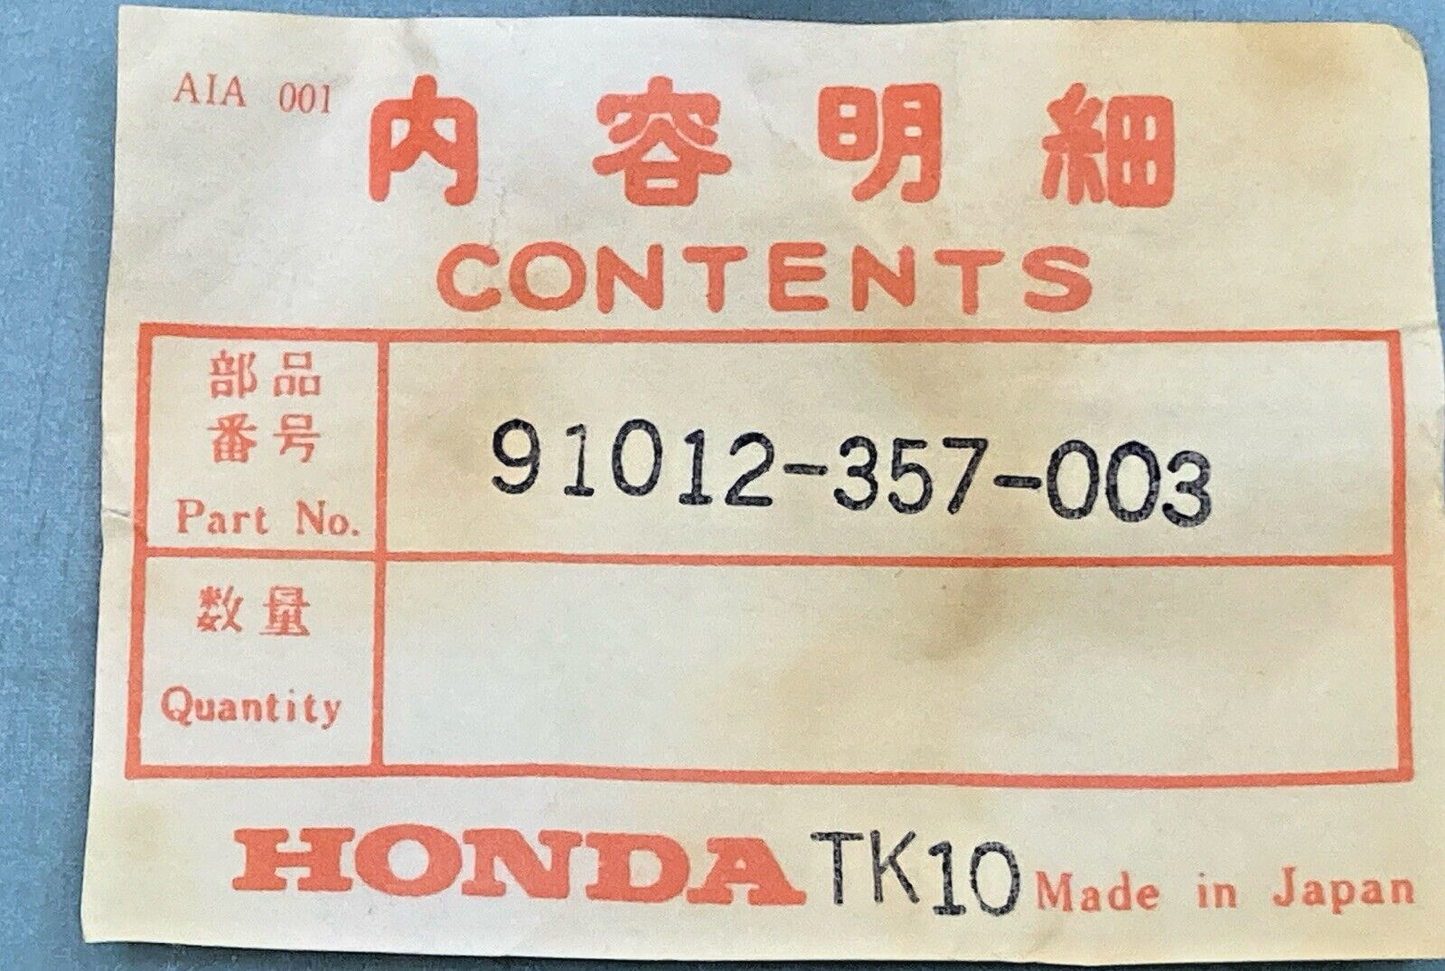 AIA 001
内容明細
CONTENTS
部品
番号
Part No.
91012-357-003
数量
Quantity
HONDA TK10 Made in Japan